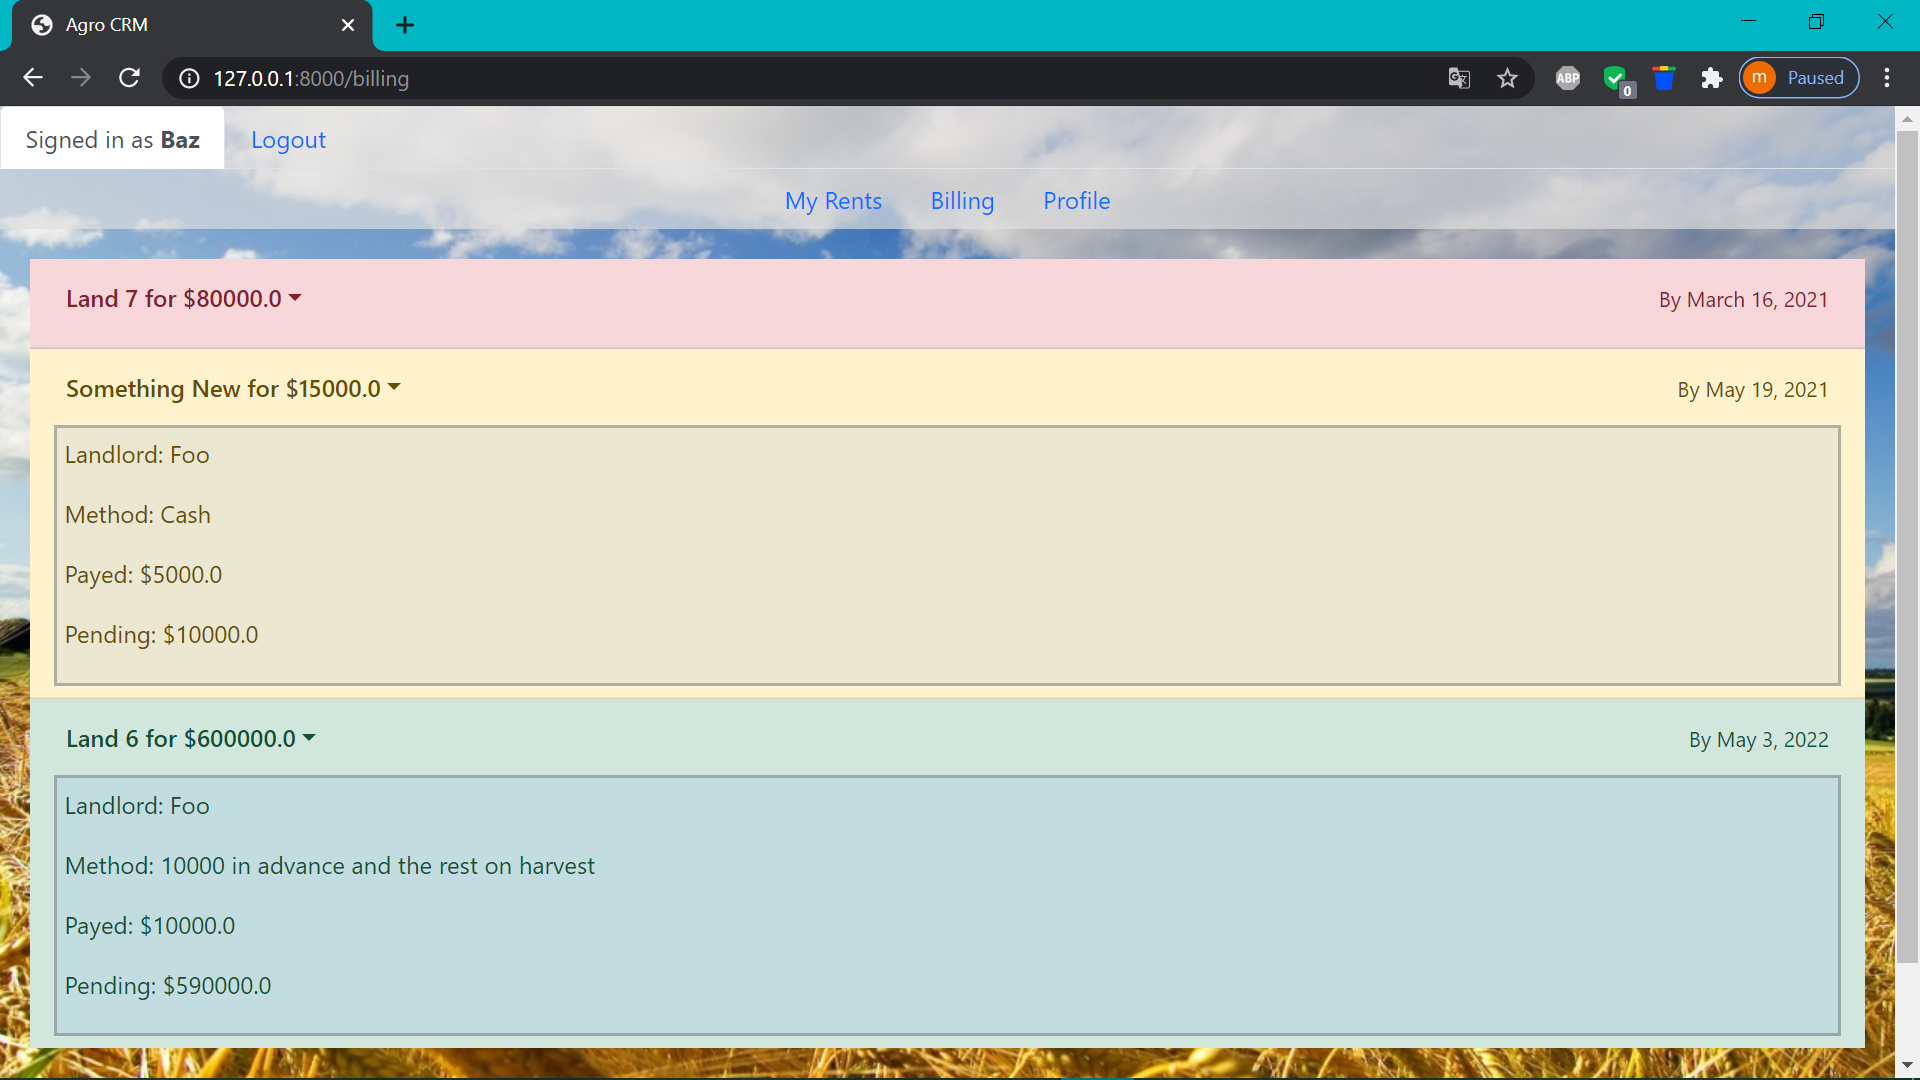 Agro CRM
127.0.0.1:8000/billing
ABP
0
m
Paused
Signed in as Baz
Logout
My Rents
Billing
Profile
Land 7 for $80000.0
By March 16, 2021
Something New for $15000.0
By May 19, 2021
Landlord: Foo
Method: Cash
Payed: $5000.0
Pending: $10000.0
Land 6 for $600000.0
By May 3, 2022
Landlord: Foo
Method: 10000 in advance and the rest on harvest
Payed: $10000.0
Pending: $590000.0